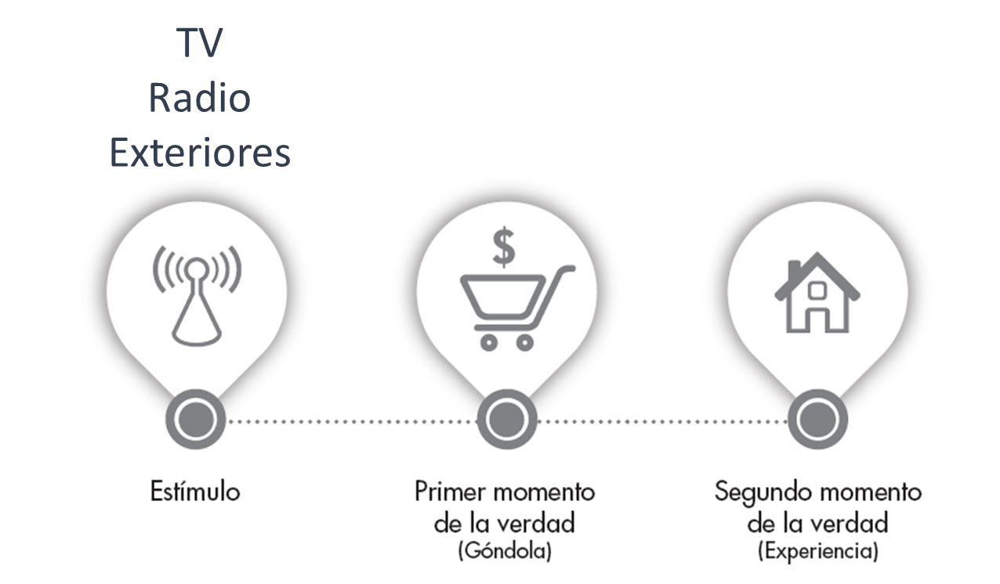 TV
Radio
Exteriores
$
Estímulo
Primer momento
de la verdad
(Góndola)
Segundo momento
de la verdad
(Experiencia)